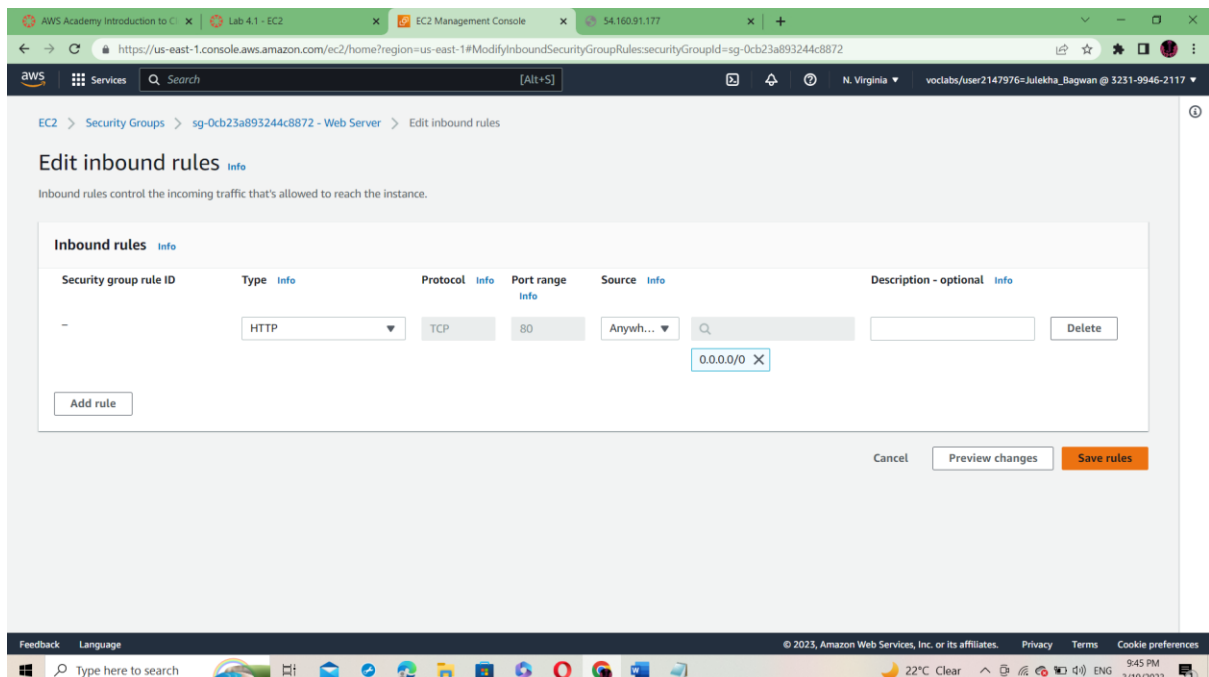 AWS Academy Introduction to Cl
Lab 4.1 - EC2
EC2 Management Console
54.160.91.177
https://us-east-1.console.aws.amazon.com/ec2/home?region=us-east-1#ModifyInboundSecurityGroupRules:securityGroupId=sg-0cb23a893244c8872
aws Services Search [Alt+S] N. Virginia voclabs/user2147976=Julekha_Bagwan @ 3231-9946-2117
EC2 > Security Groups > sg-0cb23a893244c8872 - Web Server > Edit inbound rules
Edit inbound rules Info
Inbound rules control the incoming traffic that's allowed to reach the instance.
Inbound rules Info
Security group rule ID Type Info Protocol Info Port range Source Info Description - optional Info
Info
– HTTP TCP 80 Anywh... Delete
0.0.0.0/0
Add rule
Cancel Preview changes Save rules
Feedback Language © 2023, Amazon Web Services, Inc. or its affiliates. Privacy Terms Cookie preferences
Type here to search 22°C Clear ENG 9:45 PM